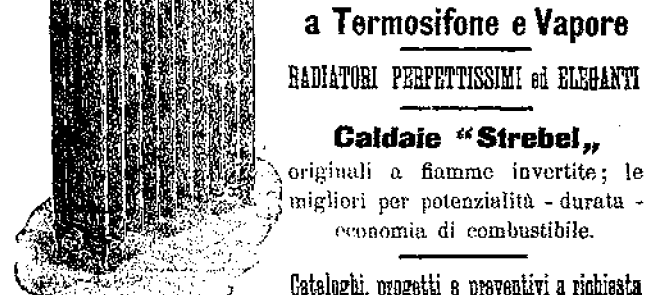 a Termosifone e Vapore
RADIATORI PERFETTISSIMI ed ELEGANTI
Caldaie “Strebel„
originali a fiamme invertite; le
migliori per potenzialità - durata -
economia di combustibile.
Cataloghi, progetti e preventivi a richiesta